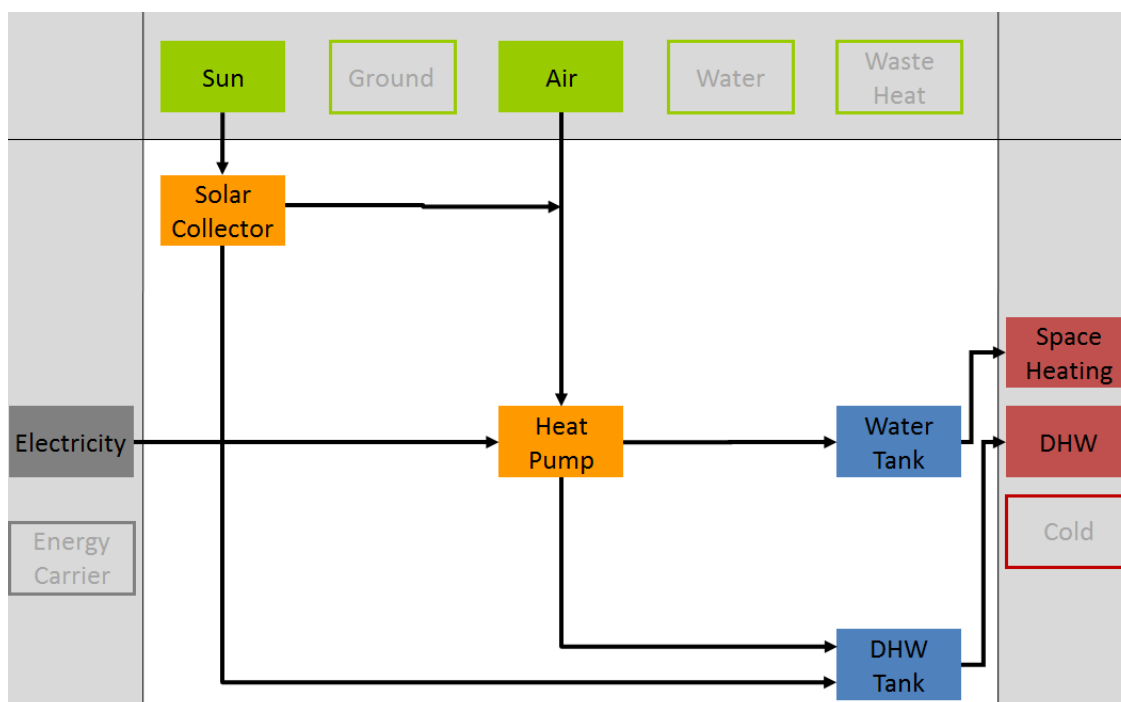 Sun
Ground
Air
Water
Waste
Heat
Solar
Collector
Space
Heating
Electricity
Heat
Pump
Water
Tank
DHW
Energy
Carrier
Cold
DHW
Tank